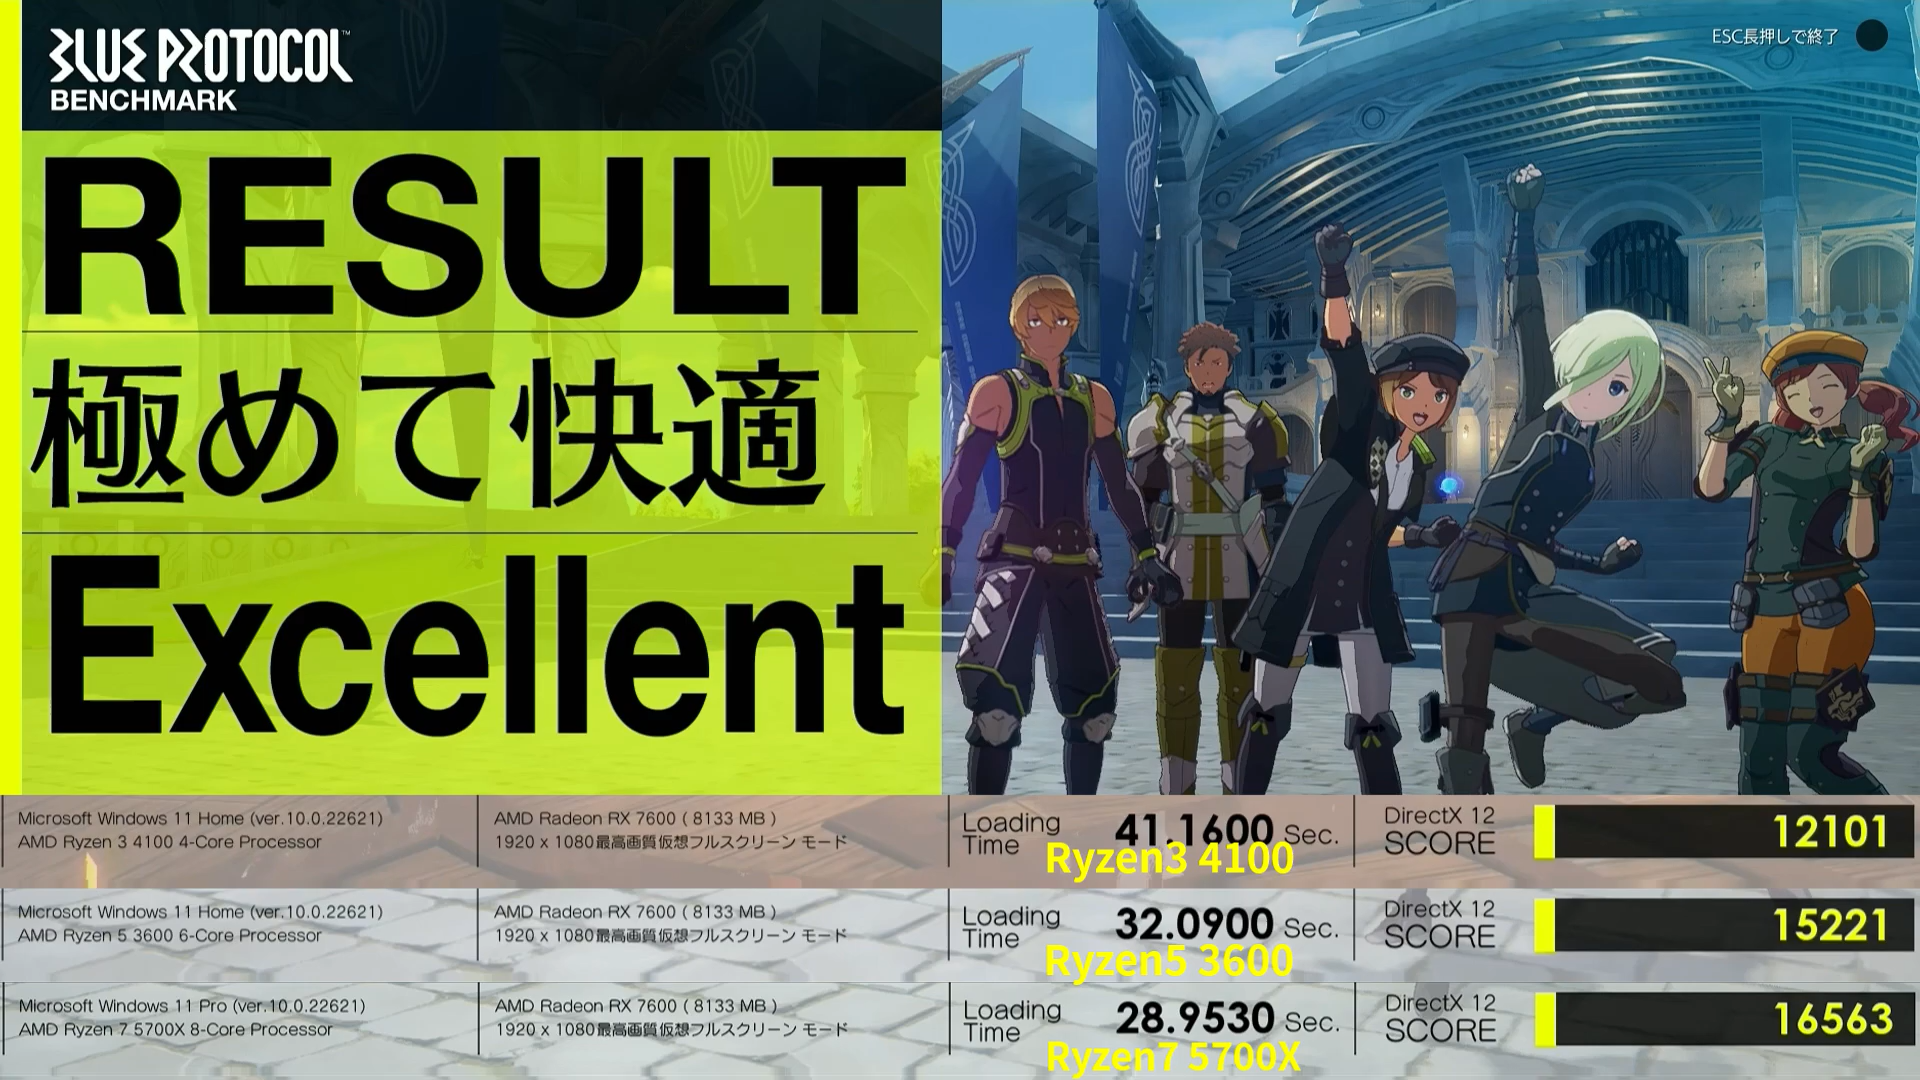 BLUE PROTOCOL™
BENCHMARK
ESC長押しで終了
RESULT
極めて快適
Excellent
Microsoft Windows 11 Home (ver.10.0.22621)
AMD Ryzen 3 4100 4-Core Processor
AMD Radeon RX 7600 ( 8133 MB )
1920 x 1080最高画質仮想フルスクリーン モード
Loading Time 41.1600 Sec.
Ryzen3 4100
DirectX 12
SCORE
12101
Microsoft Windows 11 Home (ver.10.0.22621)
AMD Ryzen 5 3600 6-Core Processor
AMD Radeon RX 7600 ( 8133 MB )
1920 x 1080最高画質仮想フルスクリーン モード
Loading Time 32.0900 Sec.
Ryzen5 3600
DirectX 12
SCORE
15221
Microsoft Windows 11 Pro (ver.10.0.22621)
AMD Ryzen 7 5700X 8-Core Processor
AMD Radeon RX 7600 ( 8133 MB )
1920 x 1080最高画質仮想フルスクリーン モード
Loading Time 28.9530 Sec.
Ryzen7 5700X
DirectX 12
SCORE
16563